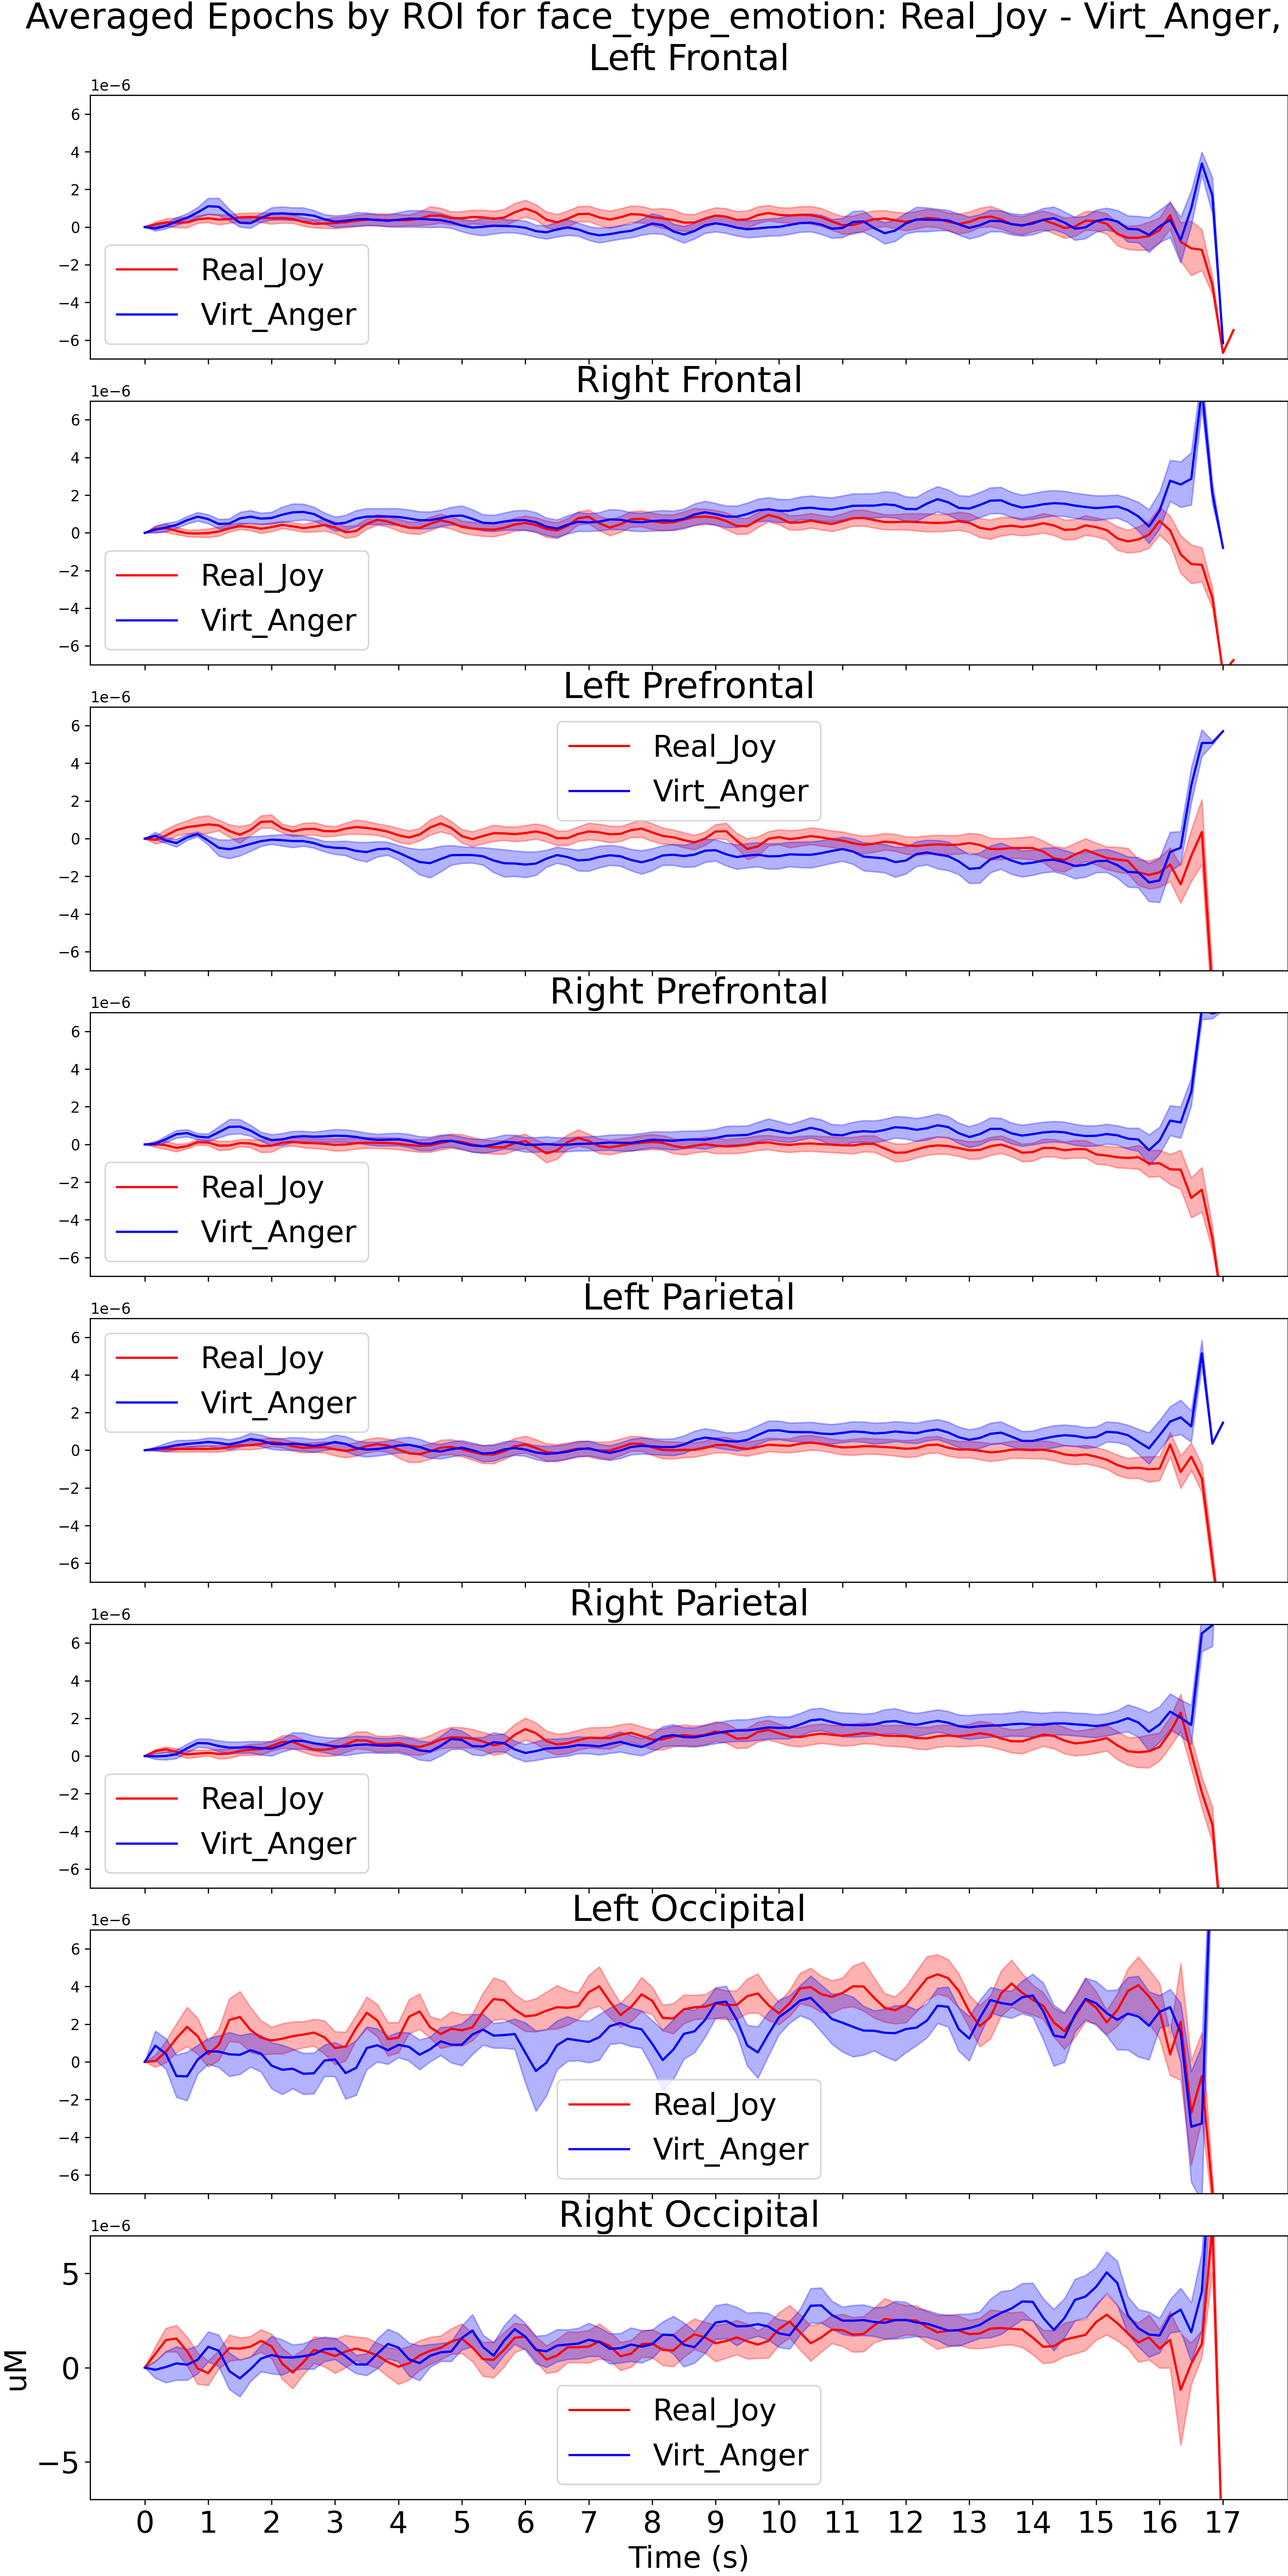 Averaged Epochs by ROI for face_type_emotion: Real_Joy - Virt_Anger,
Left Frontal
1e−6
6
4
2
0
−2
−4
−6
Real_Joy
Virt_Anger
Right Frontal
1e−6
6
4
2
0
−2
−4
−6
Real_Joy
Virt_Anger
Left Prefrontal
1e−6
6
4
2
0
−2
−4
−6
Real_Joy
Virt_Anger
Right Prefrontal
1e−6
6
4
2
0
−2
−4
−6
Real_Joy
Virt_Anger
Left Parietal
1e−6
6
4
2
0
−2
−4
−6
Real_Joy
Virt_Anger
Right Parietal
1e−6
6
4
2
0
−2
−4
−6
Real_Joy
Virt_Anger
Left Occipital
1e−6
6
4
2
0
−2
−4
−6
Real_Joy
Virt_Anger
Right Occipital
1e−6
5
0
−5
uM
Real_Joy
Virt_Anger
0 1 2 3 4 5 6 7 8 9 10 11 12 13 14 15 16 17
Time (s)